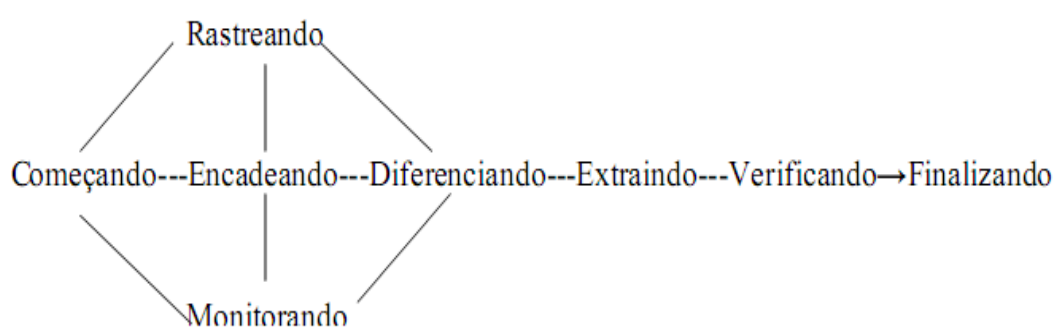 Rastreando
Começando---Encadeando---Diferenciando---Extraindo---Verificando→Finalizando
Monitorando